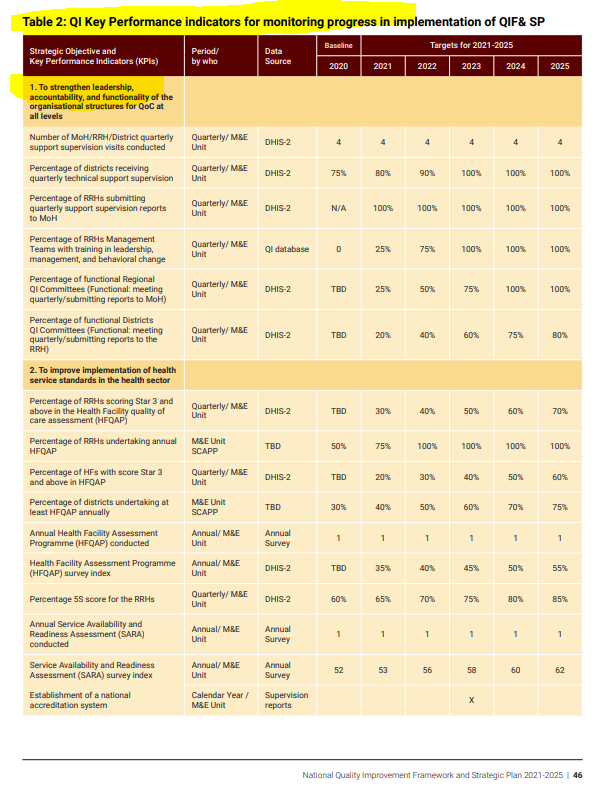 Table 2: QI Key Performance indicators for monitoring progress in implementation of QIF& SP
Strategic Objective and
Key Performance Indicators (KPIs)
Period/
by who
Data
Source
Baseline
Targets for 2021-2025
2020
2021
2022
2023
2024
2025
1. To strengthen leadership,
accountability, and functionality of the
organisational structures for QoC at
all levels
Number of MoH/RRH/District quarterly
support supervision visits conducted
Quarterly/ M&E
Unit
DHIS-2
4
4
4
4
4
4
Percentage of districts receiving
quarterly technical support supervision
Quarterly/ M&E
Unit
DHIS-2
75%
80%
90%
100%
100%
100%
Percentage of RRHs submitting
quarterly support supervision reports
to MoH
Quarterly/ M&E
Unit
DHIS-2
N/A
100%
100%
100%
100%
100%
Percentage of RRHs Management
Teams with training in leadership,
management, and behavioral change
Quarterly/ M&E
Unit
QI database
0
25%
75%
100%
100%
100%
Percentage of functional Regional
QI Committees (Functional: meeting
quarterly/submitting reports to MoH)
Quarterly/ M&E
Unit
DHIS-2
TBD
25%
50%
75%
100%
100%
Percentage of functional Districts
QI Committees (Functional: meeting
quarterly/submitting reports to the
RRH)
Quarterly/ M&E
Unit
DHIS-2
TBD
20%
40%
60%
75%
80%
2. To improve implementation of health
service standards in the health sector
Percentage of RRHs scoring Star 3 and
above in the Health Facility quality of
care assessment (HFQAP)
Quarterly/ M&E
Unit
DHIS-2
TBD
30%
40%
50%
60%
70%
Percentage of RRHs undertaking annual
HFQAP
M&E Unit
SCAPP
TBD
50%
75%
100%
100%
100%
100%
Percentage of HFs with score Star 3
and above in HFQAP
Quarterly/ M&E
Unit
DHIS-2
TBD
20%
30%
40%
50%
60%
Percentage of districts undertaking at
least HFQAP annually
M&E Unit
SCAPP
TBD
30%
40%
50%
60%
70%
75%
Annual Health Facility Assessment
Programme (HFQAP) conducted
Annual/ M&E
Unit
Annual
Survey
1
1
1
1
1
1
Health Facility Assessment Programme
(HFQAP) survey index
Annual/ M&E
Unit
DHIS-2
TBD
35%
40%
45%
50%
55%
Percentage 5S score for the RRHs
Quarterly/ M&E
Unit
DHIS-2
60%
65%
70%
75%
80%
85%
Annual Service Availability and
Readiness Assessment (SARA)
conducted
Annual/ M&E
Unit
Annual
Survey
1
1
1
1
1
1
Service Availability and Readiness
Assessment (SARA) survey index
Annual/ M&E
Unit
Annual
Survey
52
53
56
58
60
62
Establishment of a national
accreditation system
Calendar Year /
M&E Unit
Supervision
reports
X
National Quality Improvement Framework and Strategic Plan 2021-2025 | 46